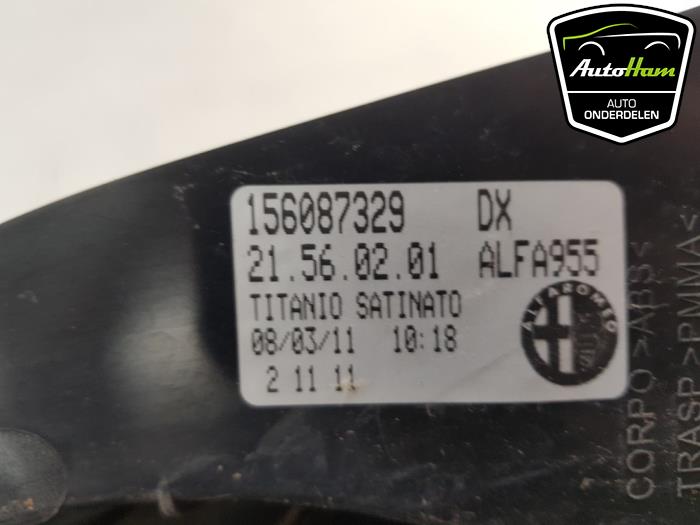 AutoHam
AUTO
ONDERDELEN
156087329 DX
21.56.02.01 ALFA955
TITANIO SATINATO
08/03/11 10:18
2 11 11
ALFA ROMEO
CORPO >ABS<
TRASP. >PMMA<